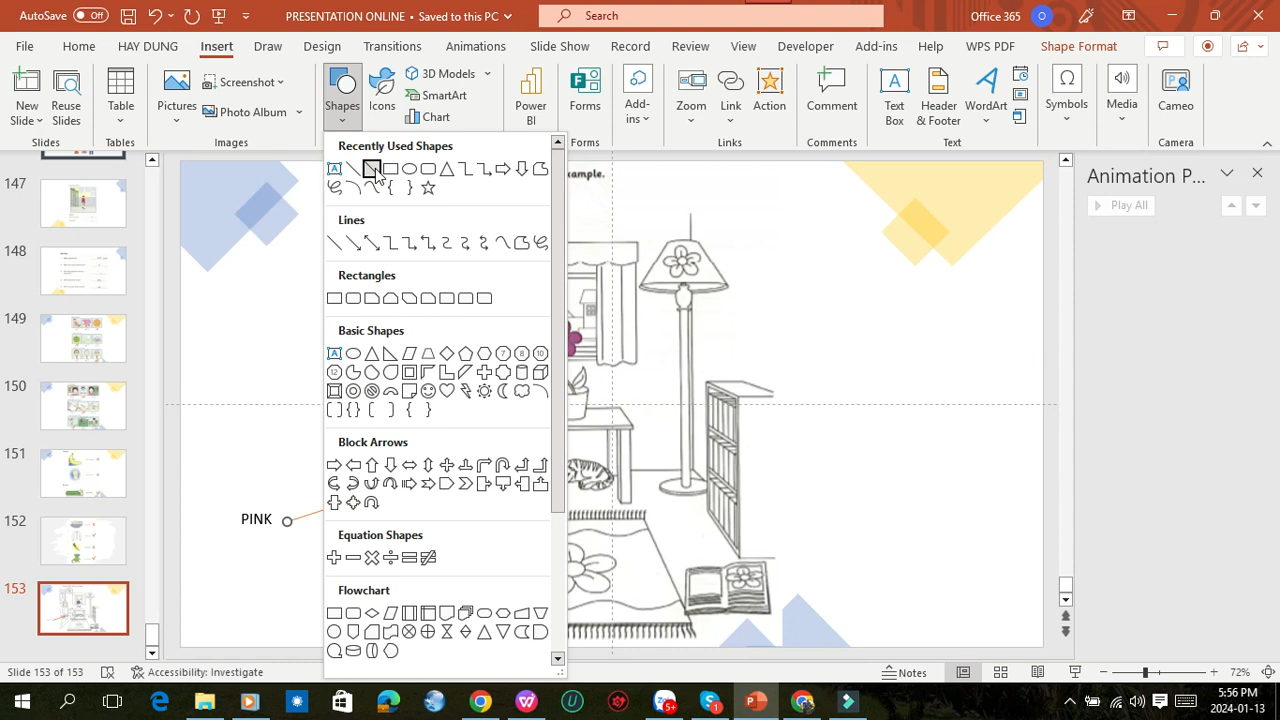 AutoSave Off
PRESENTATION ONLINE - Saved to this PC
Search
Office 365
O
File Home HAY DUNG Insert Draw Design Transitions Animations Slide Show Record Review View Developer Add-ins Help WPS PDF Shape Format
New Slide
Reuse Slides
Table
Pictures
Screenshot
Photo Album
Shapes
Icons
3D Models
SmartArt
Chart
Power BI
Forms
Add-ins
Zoom
Link
Action
Comment
Text Box
Header & Footer
WordArt
Symbols
Media
Cameo
Slides
Tables
Images
Forms
Links
Comments
Text
Camera
Recently Used Shapes
Lines
Rectangles
Basic Shapes
Block Arrows
Equation Shapes
Flowchart
147
148
149
150
151
152
153
xample.
PINK
Animation P...
Play All
Slide 153 of 153
Accessibility: Investigate
Notes
72%
5:56 PM
2024-01-13